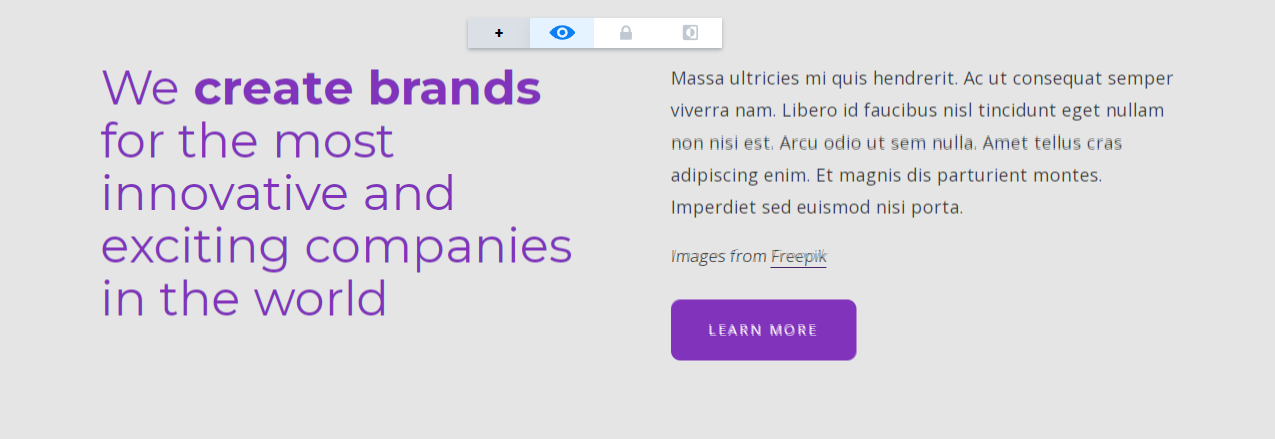 We create brands
for the most
innovative and
exciting companies
in the world
Massa ultricies mi quis hendrerit. Ac ut consequat semper
viverra nam. Libero id faucibus nisl tincidunt eget nullam
non nisi est. Arcu odio ut sem nulla. Amet tellus cras
adipiscing enim. Et magnis dis parturient montes.
Imperdiet sed euismod nisi porta.
Images from Freepik
LEARN MORE